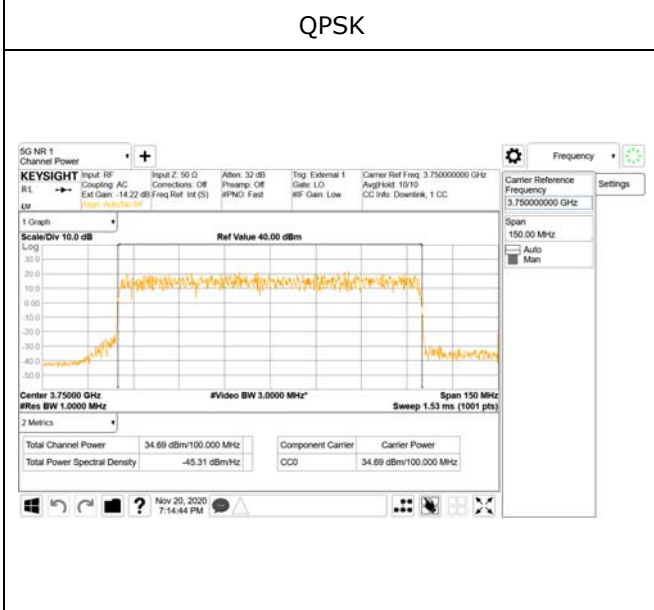 QPSK
5G NR 1
Channel Power
Frequency
KEYSIGHT
RL
Input: RF
Coupling: AC
Ext Gain: -14.22 dB
Align: Auto/No RF
Input Z: 50 Ω
Corrections: Off
Freq Ref: Int (S)
Atten: 32 dB
Preamp: Off
#PNO: Fast
Trig: External 1
Gate: LO
#IF Gain: Low
Carrier Ref Freq: 3.750000000 GHz
Avg|Hold: 10/10
CC Info: Downlink, 1 CC
Carrier Reference
Frequency
3.750000000 GHz
Settings
Span
150.00 MHz
Auto
Man
1 Graph
Scale/Div 10.0 dB
Ref Value 40.00 dBm
Log
30.0
20.0
10.0
0.00
-10.0
-20.0
-30.0
-40.0
-50.0
Center 3.75000 GHz
#Video BW 3.0000 MHz*
Span 150 MHz
#Res BW 1.0000 MHz
Sweep 1.53 ms (1001 pts)
2 Metrics
Total Channel Power
34.69 dBm/100.000 MHz
Total Power Spectral Density
-45.31 dBm/Hz
Component Carrier
Carrier Power
CC0
34.69 dBm/100.000 MHz
?
Nov 20, 2020
7:14:44 PM